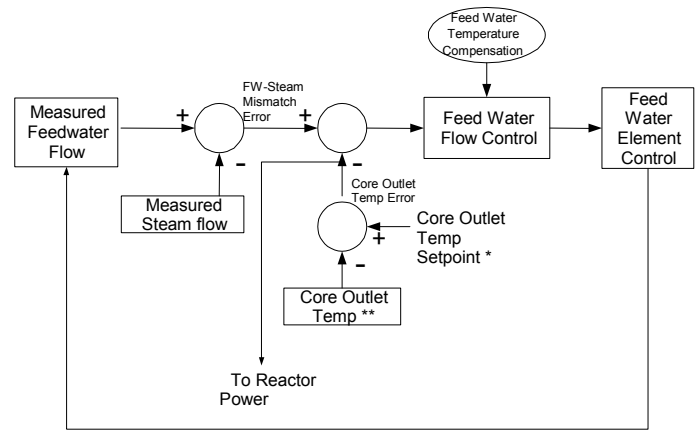 Feed Water
Temperature
Compensation
Measured
Feedwater
Flow
+
-
FW-Steam
Mismatch
Error
+
-
Feed Water
Flow Control
Feed
Water
Element
Control
Measured
Steam flow
Core Outlet
Temp Error
+
-
Core Outlet
Temp
Setpoint *
Core Outlet
Temp **
To Reactor
Power